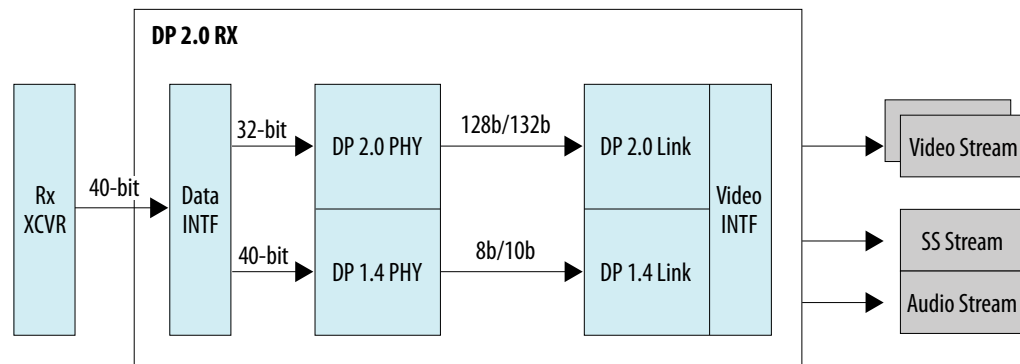 DP 2.0 RX
Rx
XCVR
40-bit
Data
INTF
32-bit
40-bit
DP 2.0 PHY
DP 1.4 PHY
128b/132b
8b/10b
DP 2.0 Link
DP 1.4 Link
Video
INTF
Video Stream
SS Stream
Audio Stream